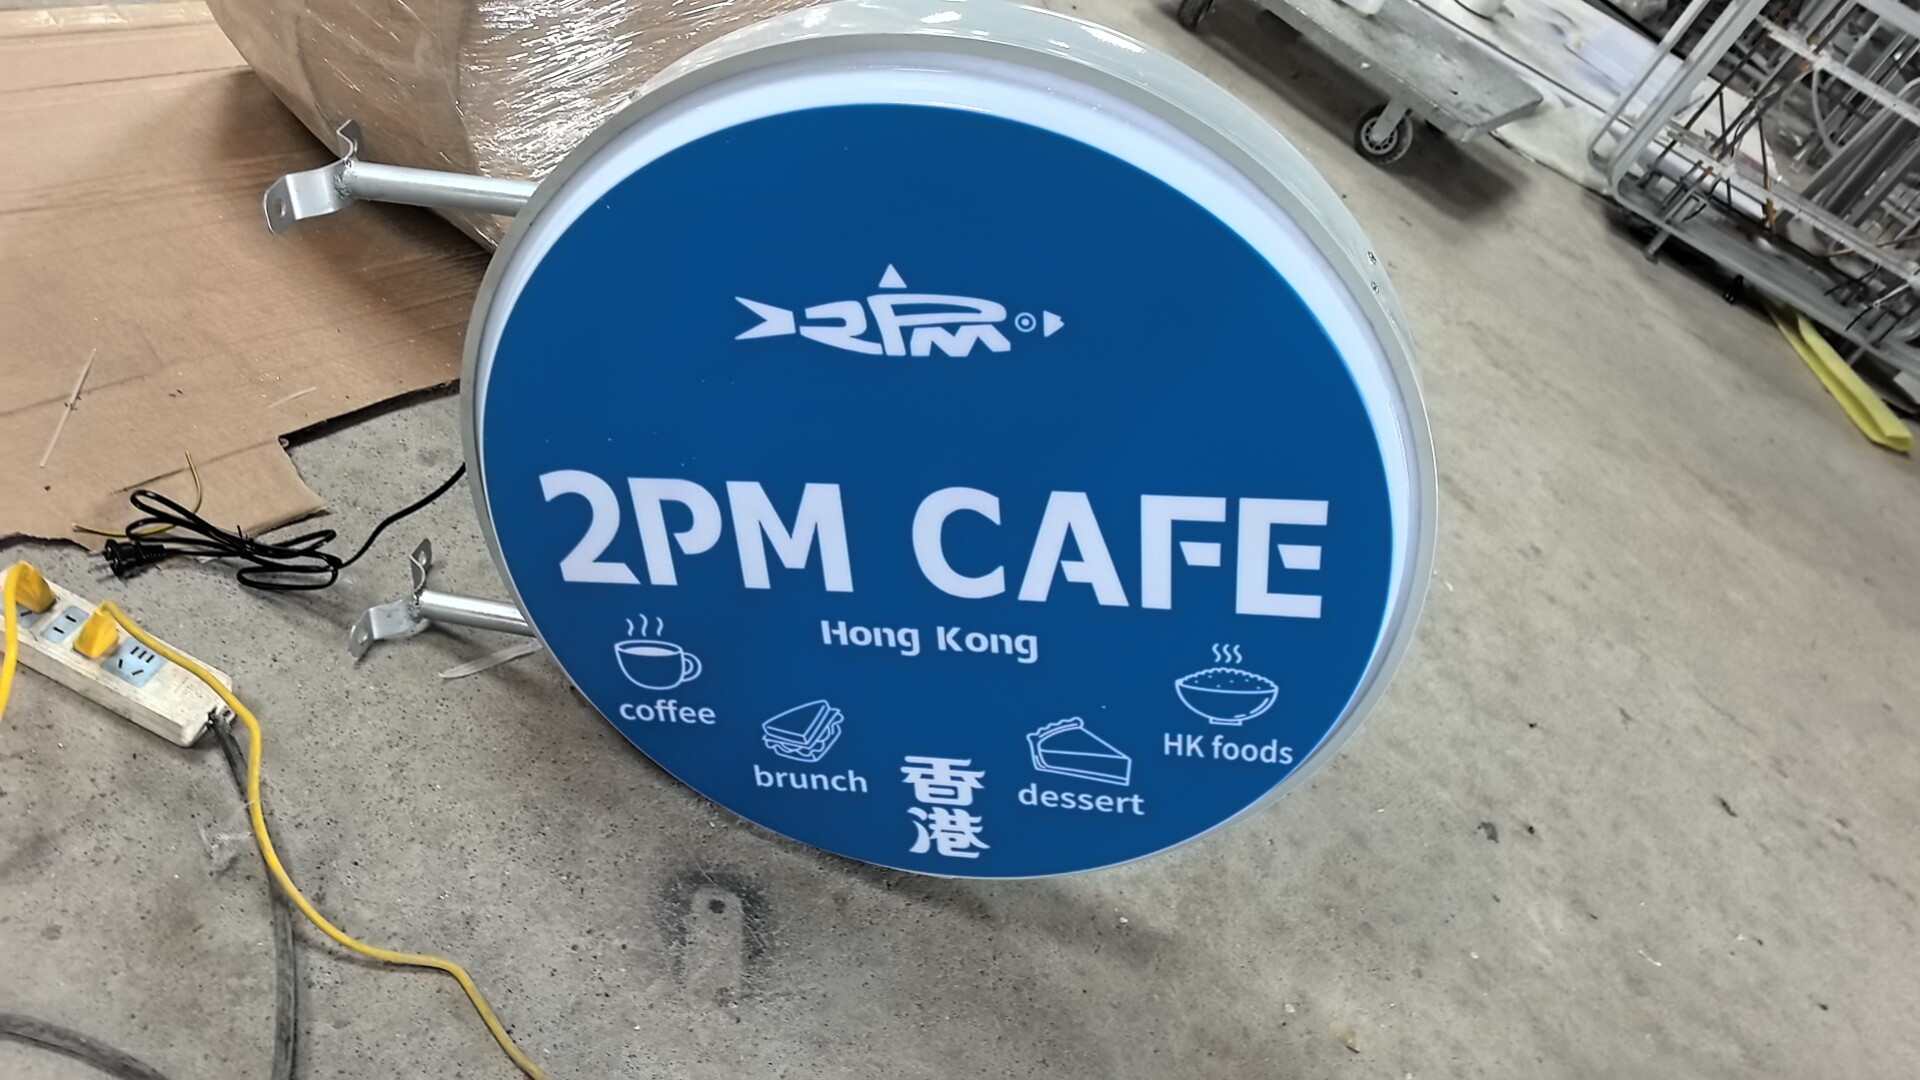 2PM
2PM CAFE
Hong Kong
coffee
brunch
香港
dessert
HK foods